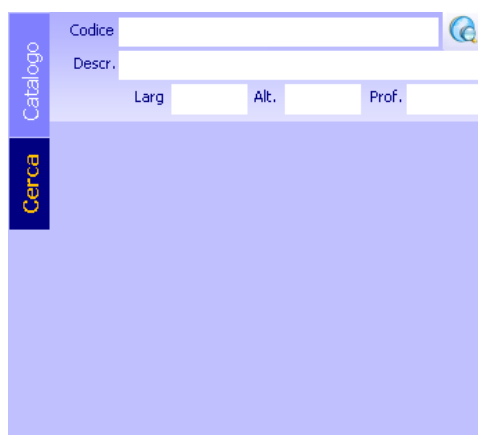 Codice
Descr.
Larg Alt. Prof.
Catalogo
Cerca